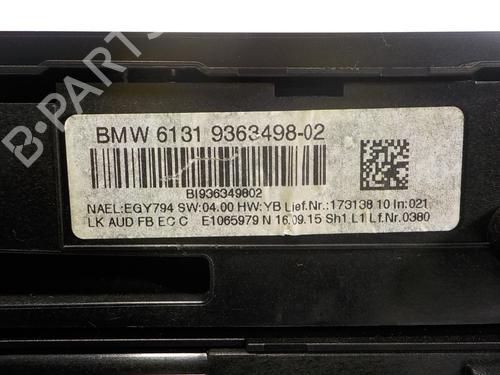 BMW 6131 9363498-02
BI936349802
NAEL:EGY794 SW:04.00 HW:YB Lief.Nr.:173138 10 In:021
LK AUD FB EC C E1065979 N 16.09.15 Sh1 L1 Lf.Nr.0380
B-PARTS